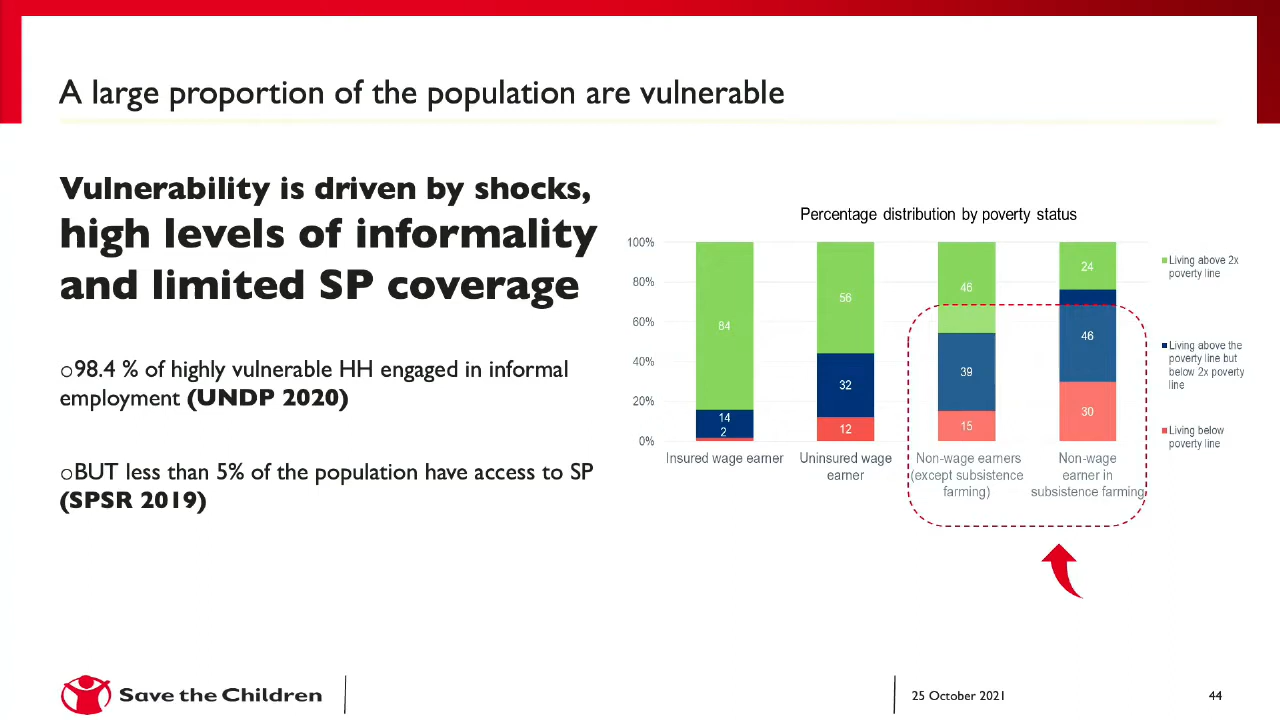 A large proportion of the population are vulnerable
Vulnerability is driven by shocks,
high levels of informality
and limited SP coverage
○98.4 % of highly vulnerable HH engaged in informal
employment (UNDP 2020)
○BUT less than 5% of the population have access to SP
(SPSR 2019)
Percentage distribution by poverty status
100%
80%
60%
40%
20%
0%
84
14
2
56
32
12
46
39
15
24
46
30
Insured wage earner
Uninsured wage
earner
Non-wage earners
(except subsistence
farming)
Non-wage
earner in
subsistence farming
Living above 2x
poverty line
Living above the
poverty line but
below 2x poverty
line
Living below
poverty line
Save the Children
25 October 2021
44